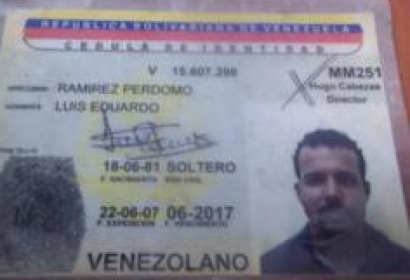 REPUBLICA BOLIVARIANA DE VENEZUELA
CEDULA DE IDENTIDAD
V 15.607.286
MM251
Hugo Cabezas
Director
APELLIDOS RAMIREZ PERDOMO
NOMBRES LUIS EDUARDO
18-06-81 SOLTERO
F. NACIMIENTO EDO CIVIL
22-06-07 06-2017
F. EXPEDICION F. VENCIMIENTO
VENEZOLANO